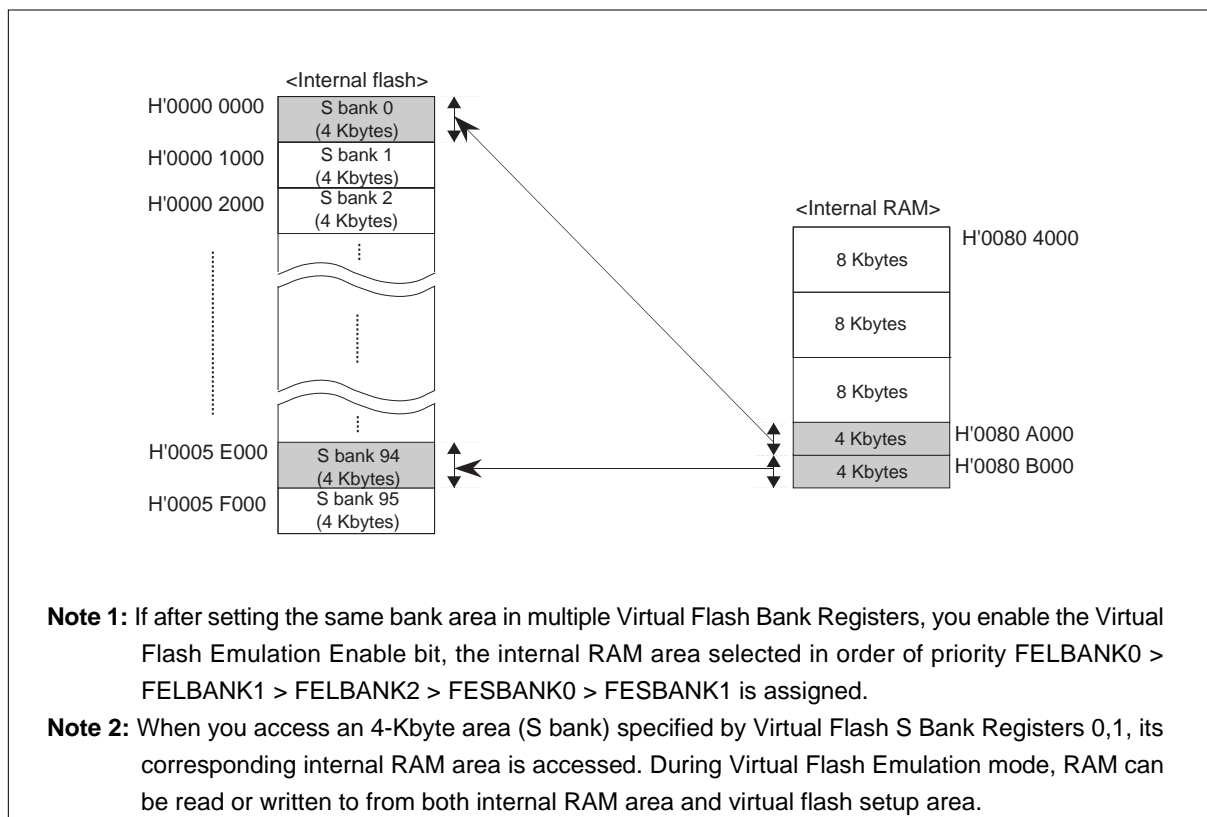 <Internal flash>
H'0000 0000
S bank 0
(4 Kbytes)
H'0000 1000
S bank 1
(4 Kbytes)
H'0000 2000
S bank 2
(4 Kbytes)
H'0005 E000
S bank 94
(4 Kbytes)
H'0005 F000
S bank 95
(4 Kbytes)
<Internal RAM>
H'0080 4000
8 Kbytes
8 Kbytes
8 Kbytes
4 Kbytes
H'0080 A000
4 Kbytes
H'0080 B000
Note 1: If after setting the same bank area in multiple Virtual Flash Bank Registers, you enable the Virtual
Flash Emulation Enable bit, the internal RAM area selected in order of priority FELBANK0 >
FELBANK1 > FELBANK2 > FESBANK0 > FESBANK1 is assigned.
Note 2: When you access an 4-Kbyte area (S bank) specified by Virtual Flash S Bank Registers 0,1, its
corresponding internal RAM area is accessed. During Virtual Flash Emulation mode, RAM can
be read or written to from both internal RAM area and virtual flash setup area.